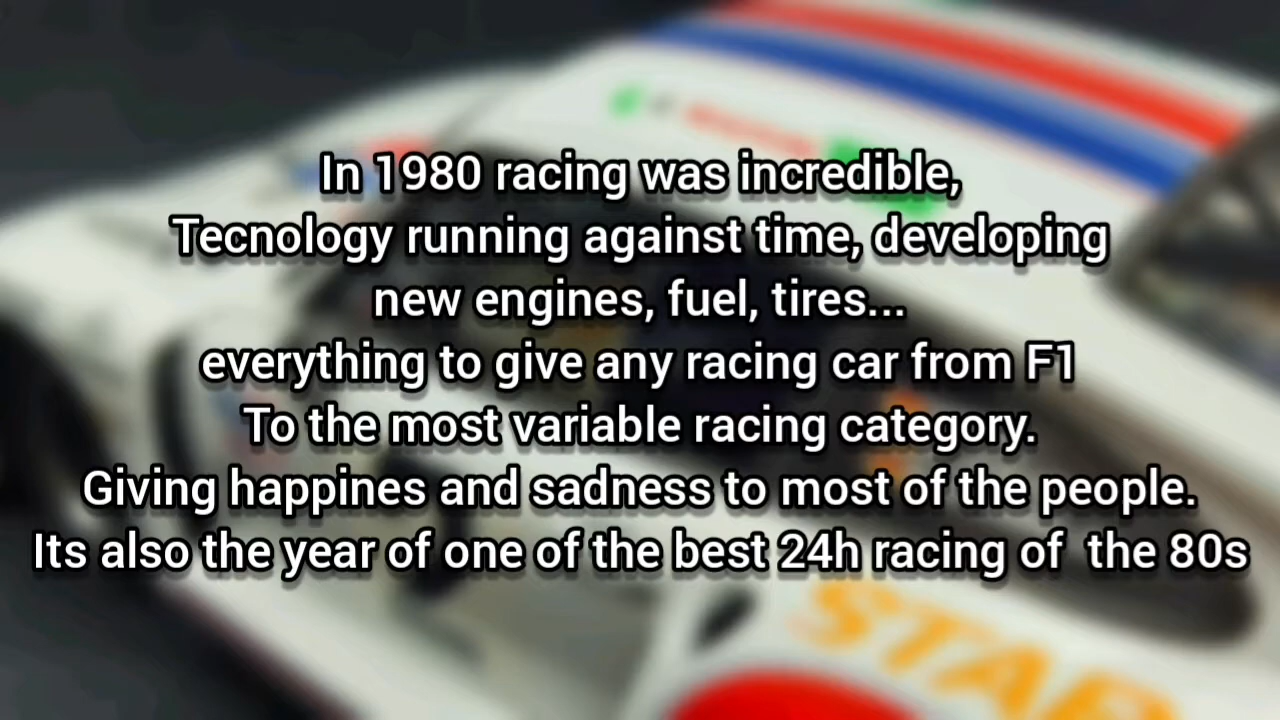 In 1980 racing was incredible,
Tecnology running against time, developing
new engines, fuel, tires...
everything to give any racing car from F1
To the most variable racing category.
Giving happines and sadness to most of the people.
Its also the year of one of the best 24h racing of  the 80s
STAR